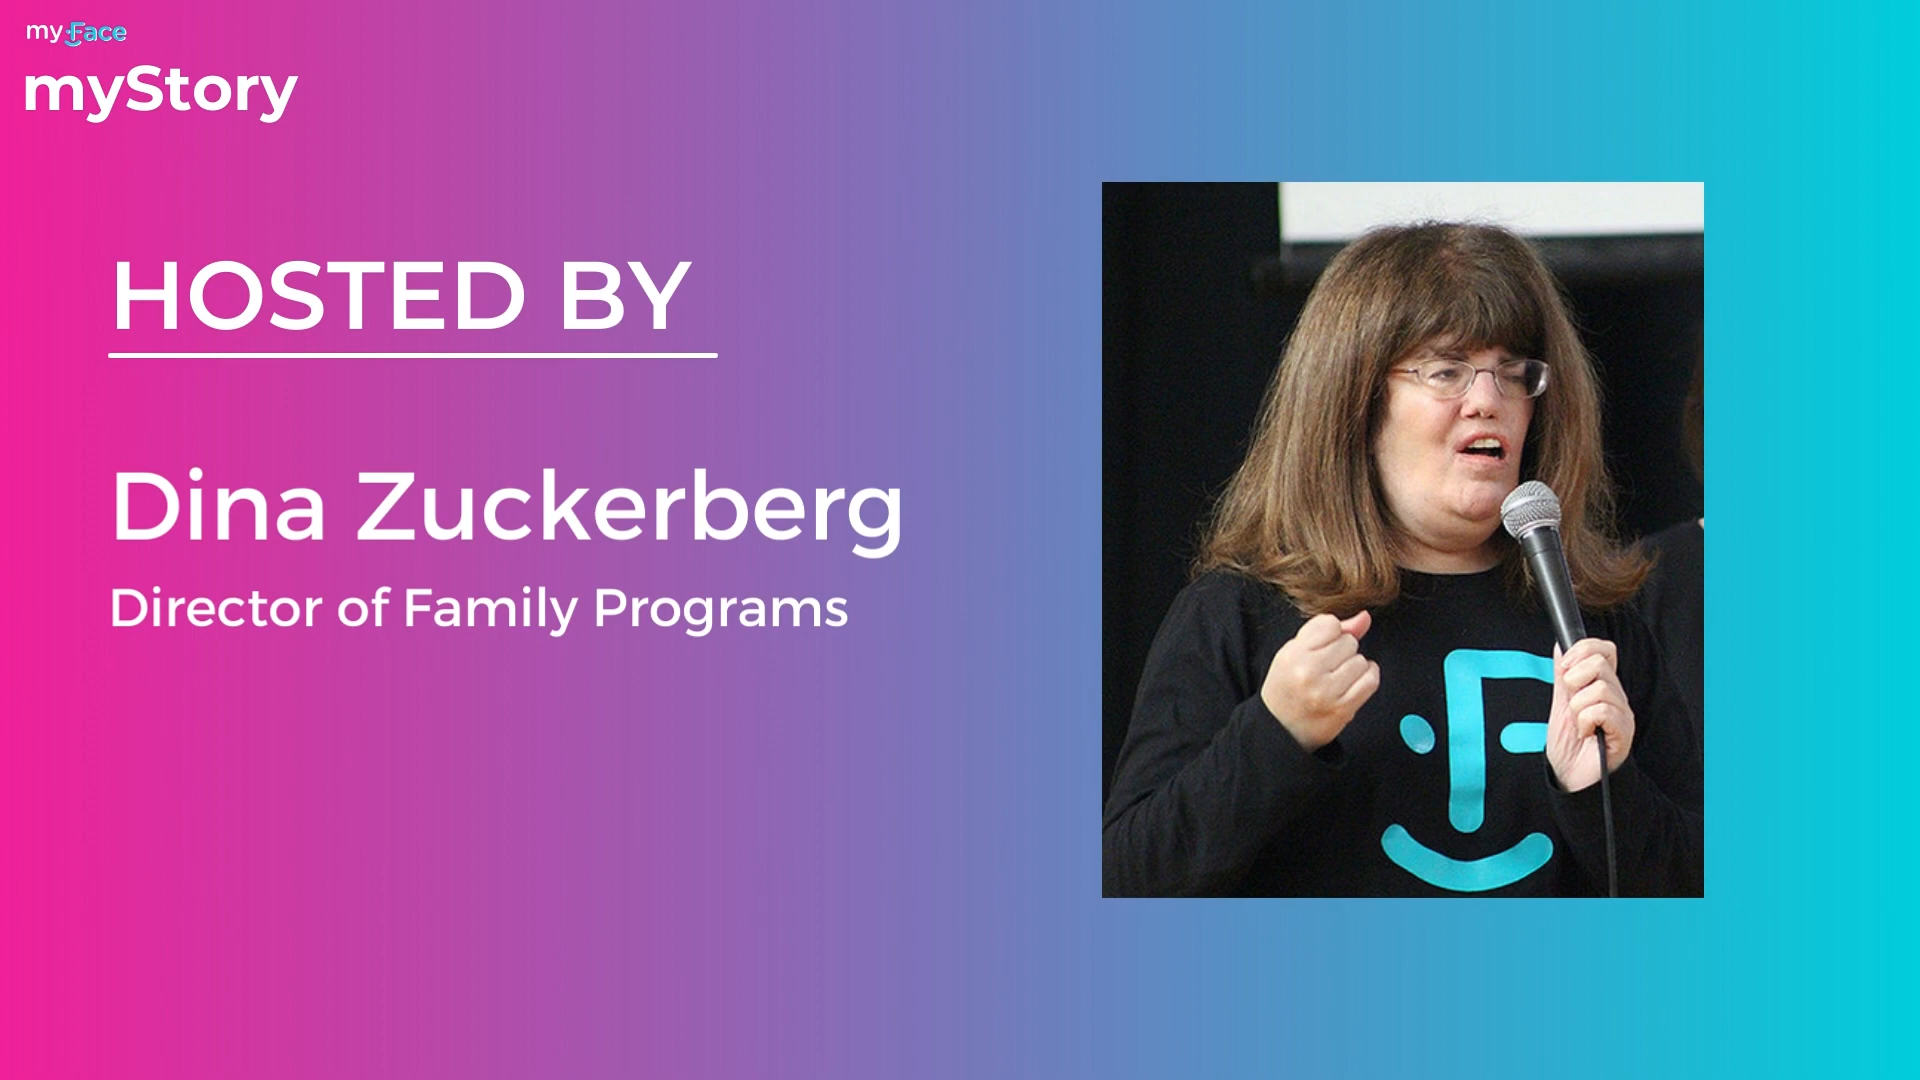 myFace
myStory
HOSTED BY
Dina Zuckerberg
Director of Family Programs
F